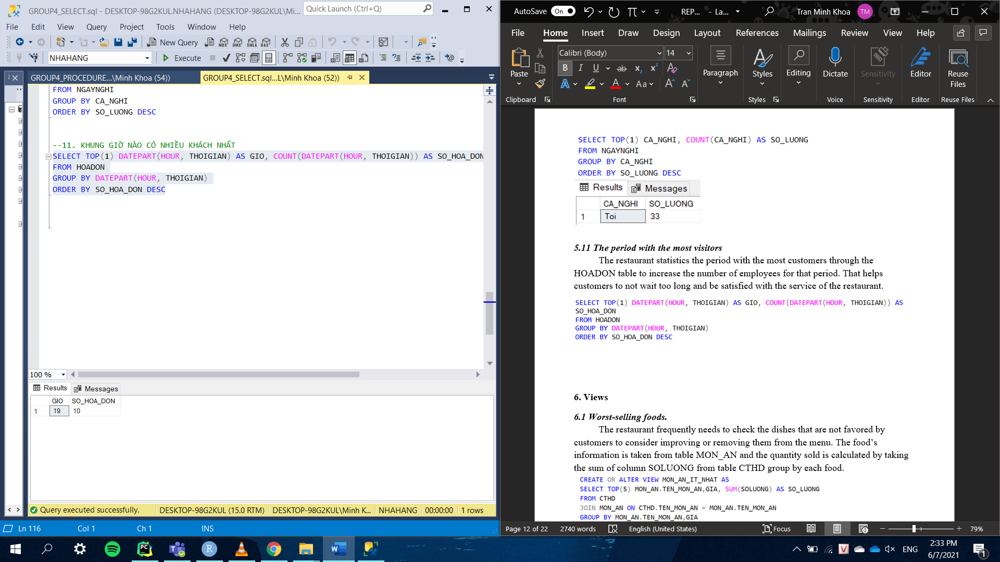 GROUP4_SELECT.sql - DESKTOP-98G2KUL.NHAHANG (DESKTOP-98G2KUL\Mi...
Quick Launch (Ctrl+Q)
File Edit View Query Project Tools Window Help
New Query
MDX DMX XMLA DAX
NHAHANG
Execute
GROUP4_PROCEDURE...\Minh Khoa (54))
GROUP4_SELECT.sql...L\Minh Khoa (52))
FROM NGAYNGHI
GROUP BY CA_NGHI
ORDER BY SO_LUONG DESC
--11. KHUNG GIỜ NÀO CÓ NHIỀU KHÁCH NHẤT
SELECT TOP(1) DATEPART(HOUR, THOIGIAN) AS GIO, COUNT(DATEPART(HOUR, THOIGIAN)) AS SO_HOA_DON
FROM HOADON
GROUP BY DATEPART(HOUR, THOIGIAN)
ORDER BY SO_HOA_DON DESC
100 %
Results Messages
GIO SO_HOA_DON
1 19 10
Query executed successfully.
DESKTOP-98G2KUL (15.0 RTM) DESKTOP-98G2KUL\Minh K... NHAHANG 00:00:00 1 rows
Ln 116 Col 1 Ch 1 INS
AutoSave On
REP... - La...
Tran Minh Khoa TM
File Home Insert Draw Design Layout References Mailings Review View Help
Paste
Clipboard
Calibri (Body) 14
B I U ab x2 x2 A
A A Aa A A
Font
Paragraph
Styles
Styles
Editing
Dictate
Voice
Sensitivity
Sensitivity
Editor
Editor
Reuse Files
Reuse Files
SELECT TOP(1) CA_NGHI, COUNT(CA_NGHI) AS SO_LUONG
FROM NGAYNGHI
GROUP BY CA_NGHI
ORDER BY SO_LUONG DESC
Results Messages
CA_NGHI SO_LUONG
1 Toi 33
5.11 The period with the most visitors
The restaurant statistics the period with the most customers through the
HOADON table to increase the number of employees for that period. That helps
customers to not wait too long and be satisfied with the service of the restaurant.
SELECT TOP(1) DATEPART(HOUR, THOIGIAN) AS GIO, COUNT(DATEPART(HOUR, THOIGIAN)) AS
SO_HOA_DON
FROM HOADON
GROUP BY DATEPART(HOUR, THOIGIAN)
ORDER BY SO_HOA_DON DESC
6. Views
6.1 Worst-selling foods.
The restaurant frequently needs to check the dishes that are not favored by
customers to consider improving or removing them from the menu. The food’s
information is taken from table MON_AN and the quantity sold is calculated by taking
the sum of column SOLUONG from table CTHD group by each food.
CREATE OR ALTER VIEW MON_AN_IT_NHAT AS
SELECT TOP(5) MON_AN.TEN_MON_AN,GIA, SUM(SOLUONG) AS SO_LUONG
FROM CTHD
JOIN MON_AN ON CTHD.TEN_MON_AN = MON_AN.TEN_MON_AN
GROUP BY MON_AN.TEN_MON_AN,GIA
Page 12 of 22 2740 words English (United States) Focus 79%
ENG
2:33 PM
6/7/2021
1